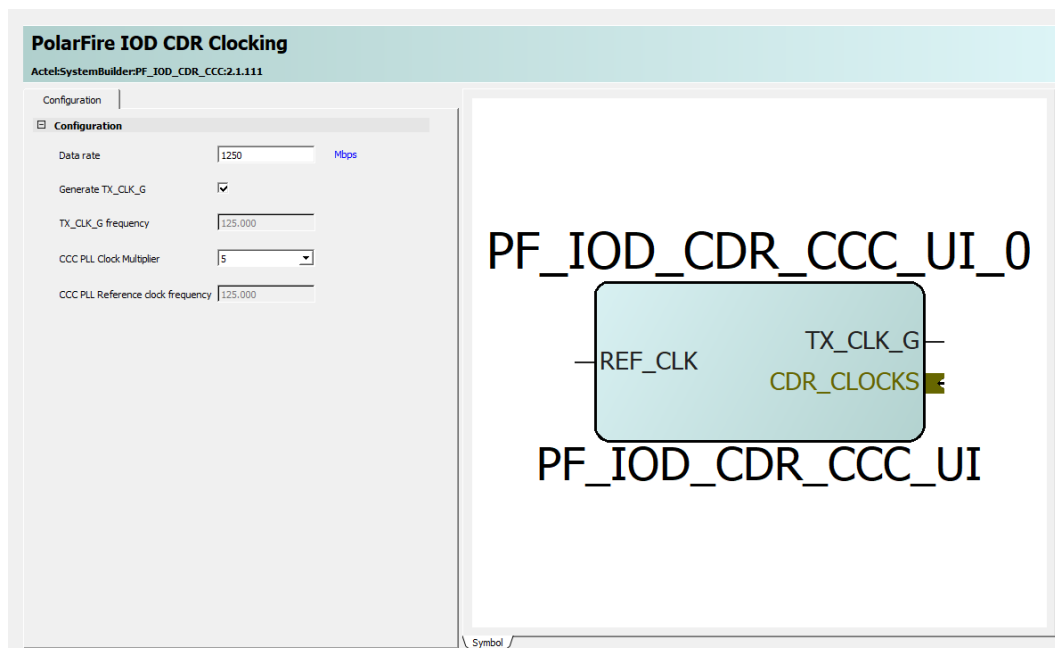 PolarFire IOD CDR Clocking
Actel:SystemBuilder:PF_IOD_CDR_CCC:2.1.111
Configuration
Configuration
Data rate 1250 Mbps
Generate TX_CLK_G
TX_CLK_G frequency 125.000
CCC PLL Clock Multiplier 5
CCC PLL Reference clock frequency 125.000
PF_IOD_CDR_CCC_UI_0
TX_CLK_G
REF_CLK
CDR_CLOCKS
PF_IOD_CDR_CCC_UI
Symbol